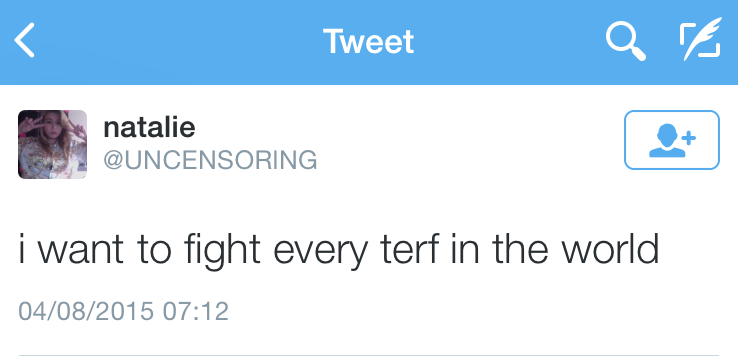 Tweet
natalie
@UNCENSORING
i want to fight every terf in the world
04/08/2015 07:12